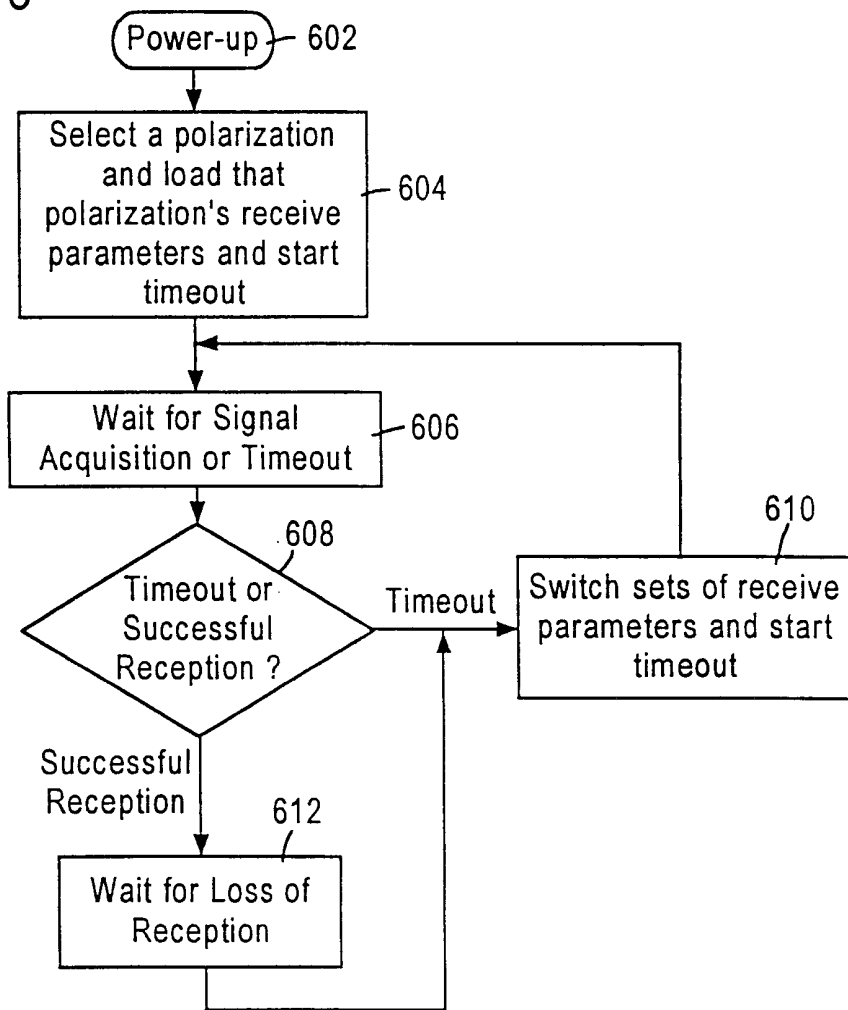 Power-up
602
Select a polarization
and load that
polarization's receive
parameters and start
timeout
604
Wait for Signal
Acquisition or Timeout
606
608
Timeout or
Successful
Reception ?
Timeout
610
Switch sets of receive
parameters and start
timeout
Successful
Reception
612
Wait for Loss of
Reception